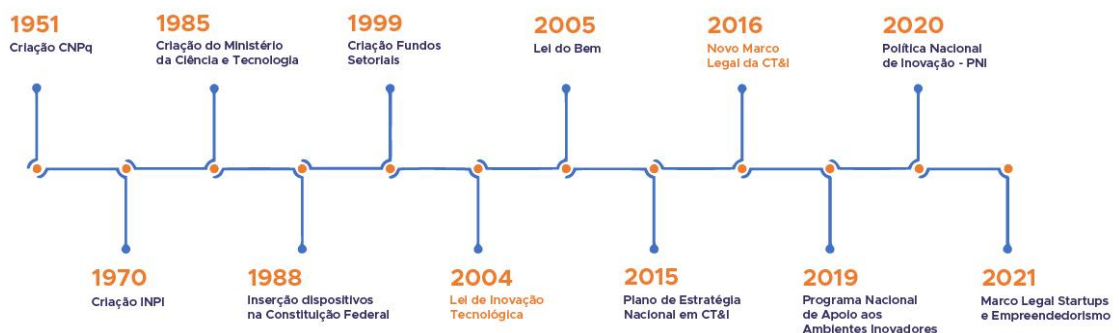 1951
Criação CNPq
1985
Criação do Ministério
da Ciência e Tecnologia
1999
Criação Fundos
Setoriais
2005
Lei do Bem
2016
Novo Marco
Legal da CT&I
2020
Política Nacional
de Inovação - PNI
1970
Criação INPI
1988
Inserção dispositivos
na Constituição Federal
2004
Lei de Inovação
Tecnológica
2015
Plano de Estratégia
Nacional em CT&I
2019
Programa Nacional
de Apoio aos
Ambientes Inovadores
2021
Marco Legal Startups
e Empreendedorismo